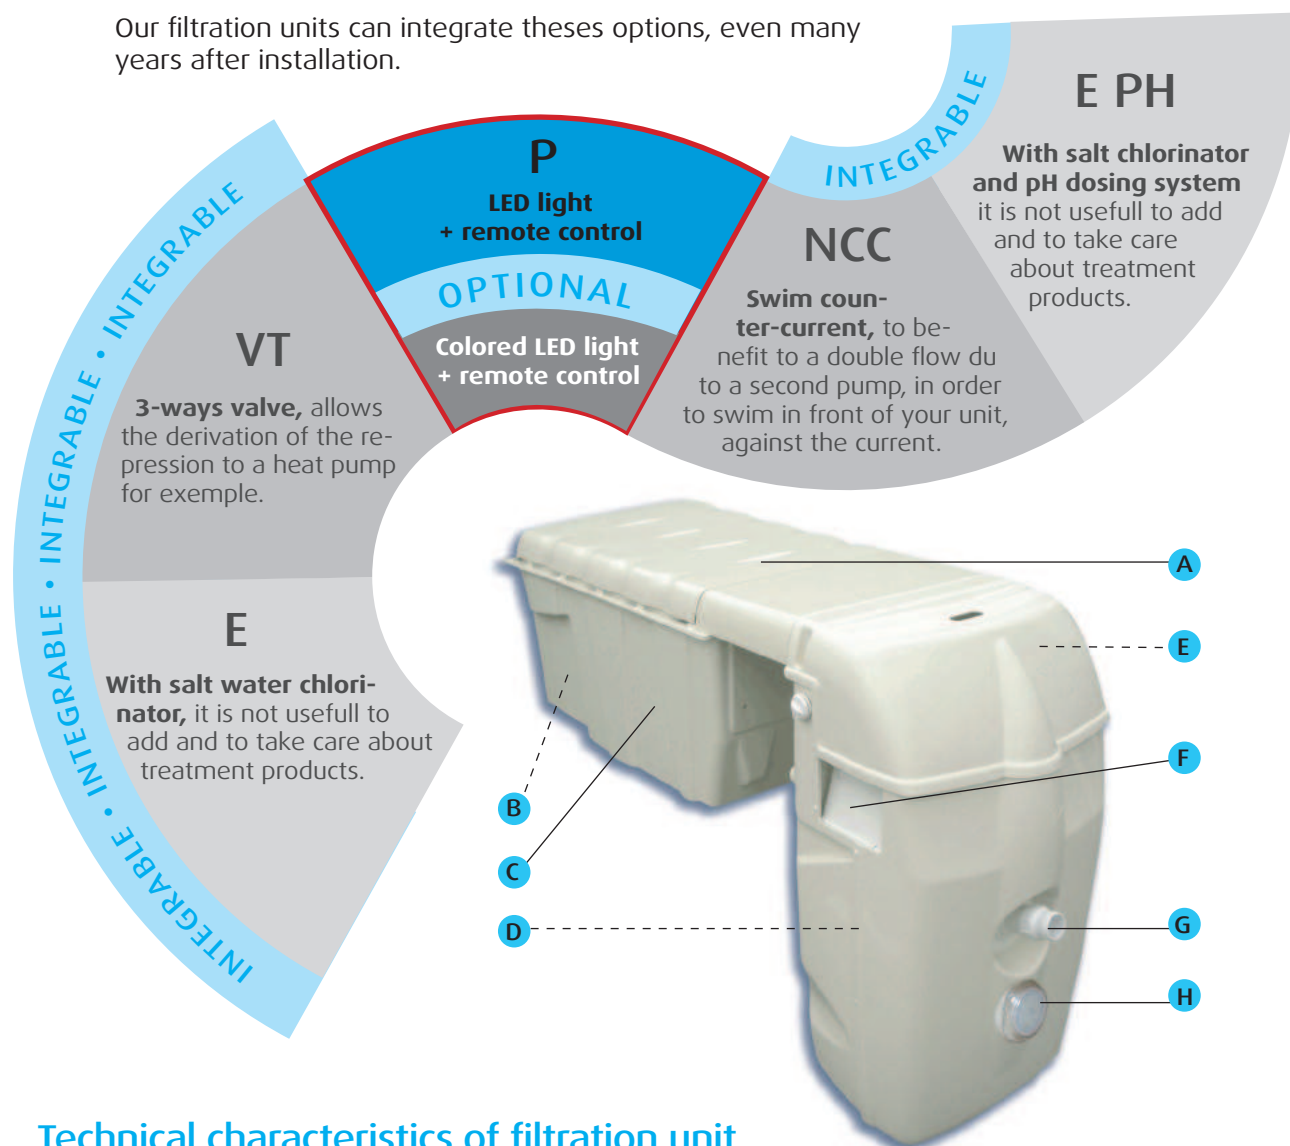 Our filtration units can integrate theses options, even many
years after installation.
INTEGRABLE • INTEGRABLE • INTEGRABLE • INTEGRABLE
E
With salt water chlori-
nator, it is not usefull to
add and to take care about
treatment products.
VT
3-ways valve, allows
the derivation of the re-
pression to a heat pump
for exemple.
P
LED light
+ remote control
OPTIONAL
Colored LED light
+ remote control
NCC
Swim coun-
ter-current, to be-
nefit to a double flow du
to a second pump, in order
to swim in front of your unit,
against the current.
INTEGRABLE
E PH
With salt chlorinator
and pH dosing system
it is not usefull to add
and to take care
about treatment
products.
A
B
C
D
E
F
G
H
Technical characteristics of filtration unit